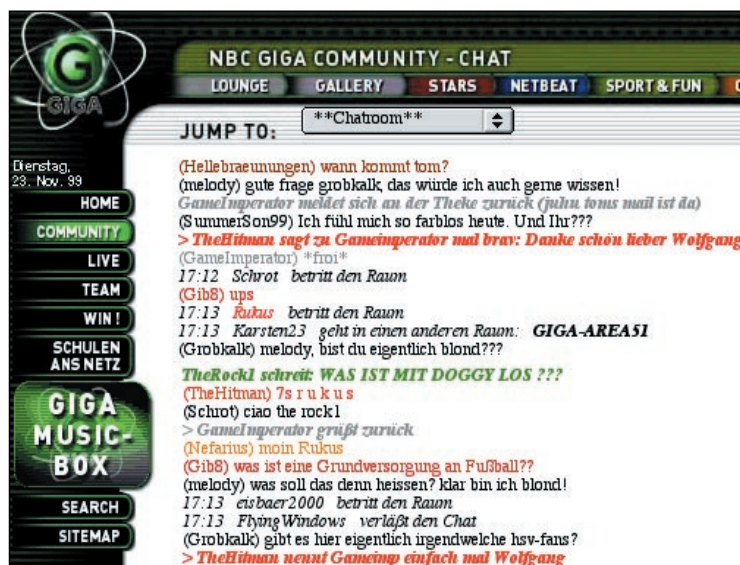 G
GIGA
NBC GIGA COMMUNITY - CHAT
LOUNGE GALLERY STARS NETBEAT SPORT & FUN
JUMP TO: **Chatroom**
Dienstag,
23. Nov. 99
HOME
COMMUNITY
LIVE
TEAM
WIN !
SCHULEN
ANS NETZ
GIGA
MUSIC-
BOX
SEARCH
SITEMAP
(Hellebraeunungen) wann kommt tom?
(melody) gute frage grobkalk, das würde ich auch gerne wissen!
GameImperator meldet sich an der Theke zurück (juhu toms mail ist da)
(SummerSon99) Ich fühl mich so farblos heute. Und Ihr???
> TheHitman sagt zu Gameimperator mal brav: Danke schön lieber Wolfgang
(GameImperator) *froi*
17:12 Schrot betritt den Raum
(Gib8) ups
17:13 Rukus betritt den Raum
17:13 Karsten23 geht in einen anderen Raum: GIGA-AREA51
(Grobkalk) melody, bist du eigentlich blond???
TheRock1 schreit: WAS IST MIT DOGGY LOS ???
(TheHitman) 7s r u k u s
(Schrot) ciao the rock1
> GameImperator grüßt zurück
(Nefarius) moin Rukus
(Gib8) was ist eine Grundversorgung an Fußball??
(melody) was soll das denn heissen? klar bin ich blond!
17:13 eisbaer2000 betritt den Raum
17:13 FlyingWindows verläßt den Chat
(Grobkalk) gibt es hier eigentlich irgendwelche hsv-fans?
> TheHitman nennt Gameimp einfach mal Wolfgang